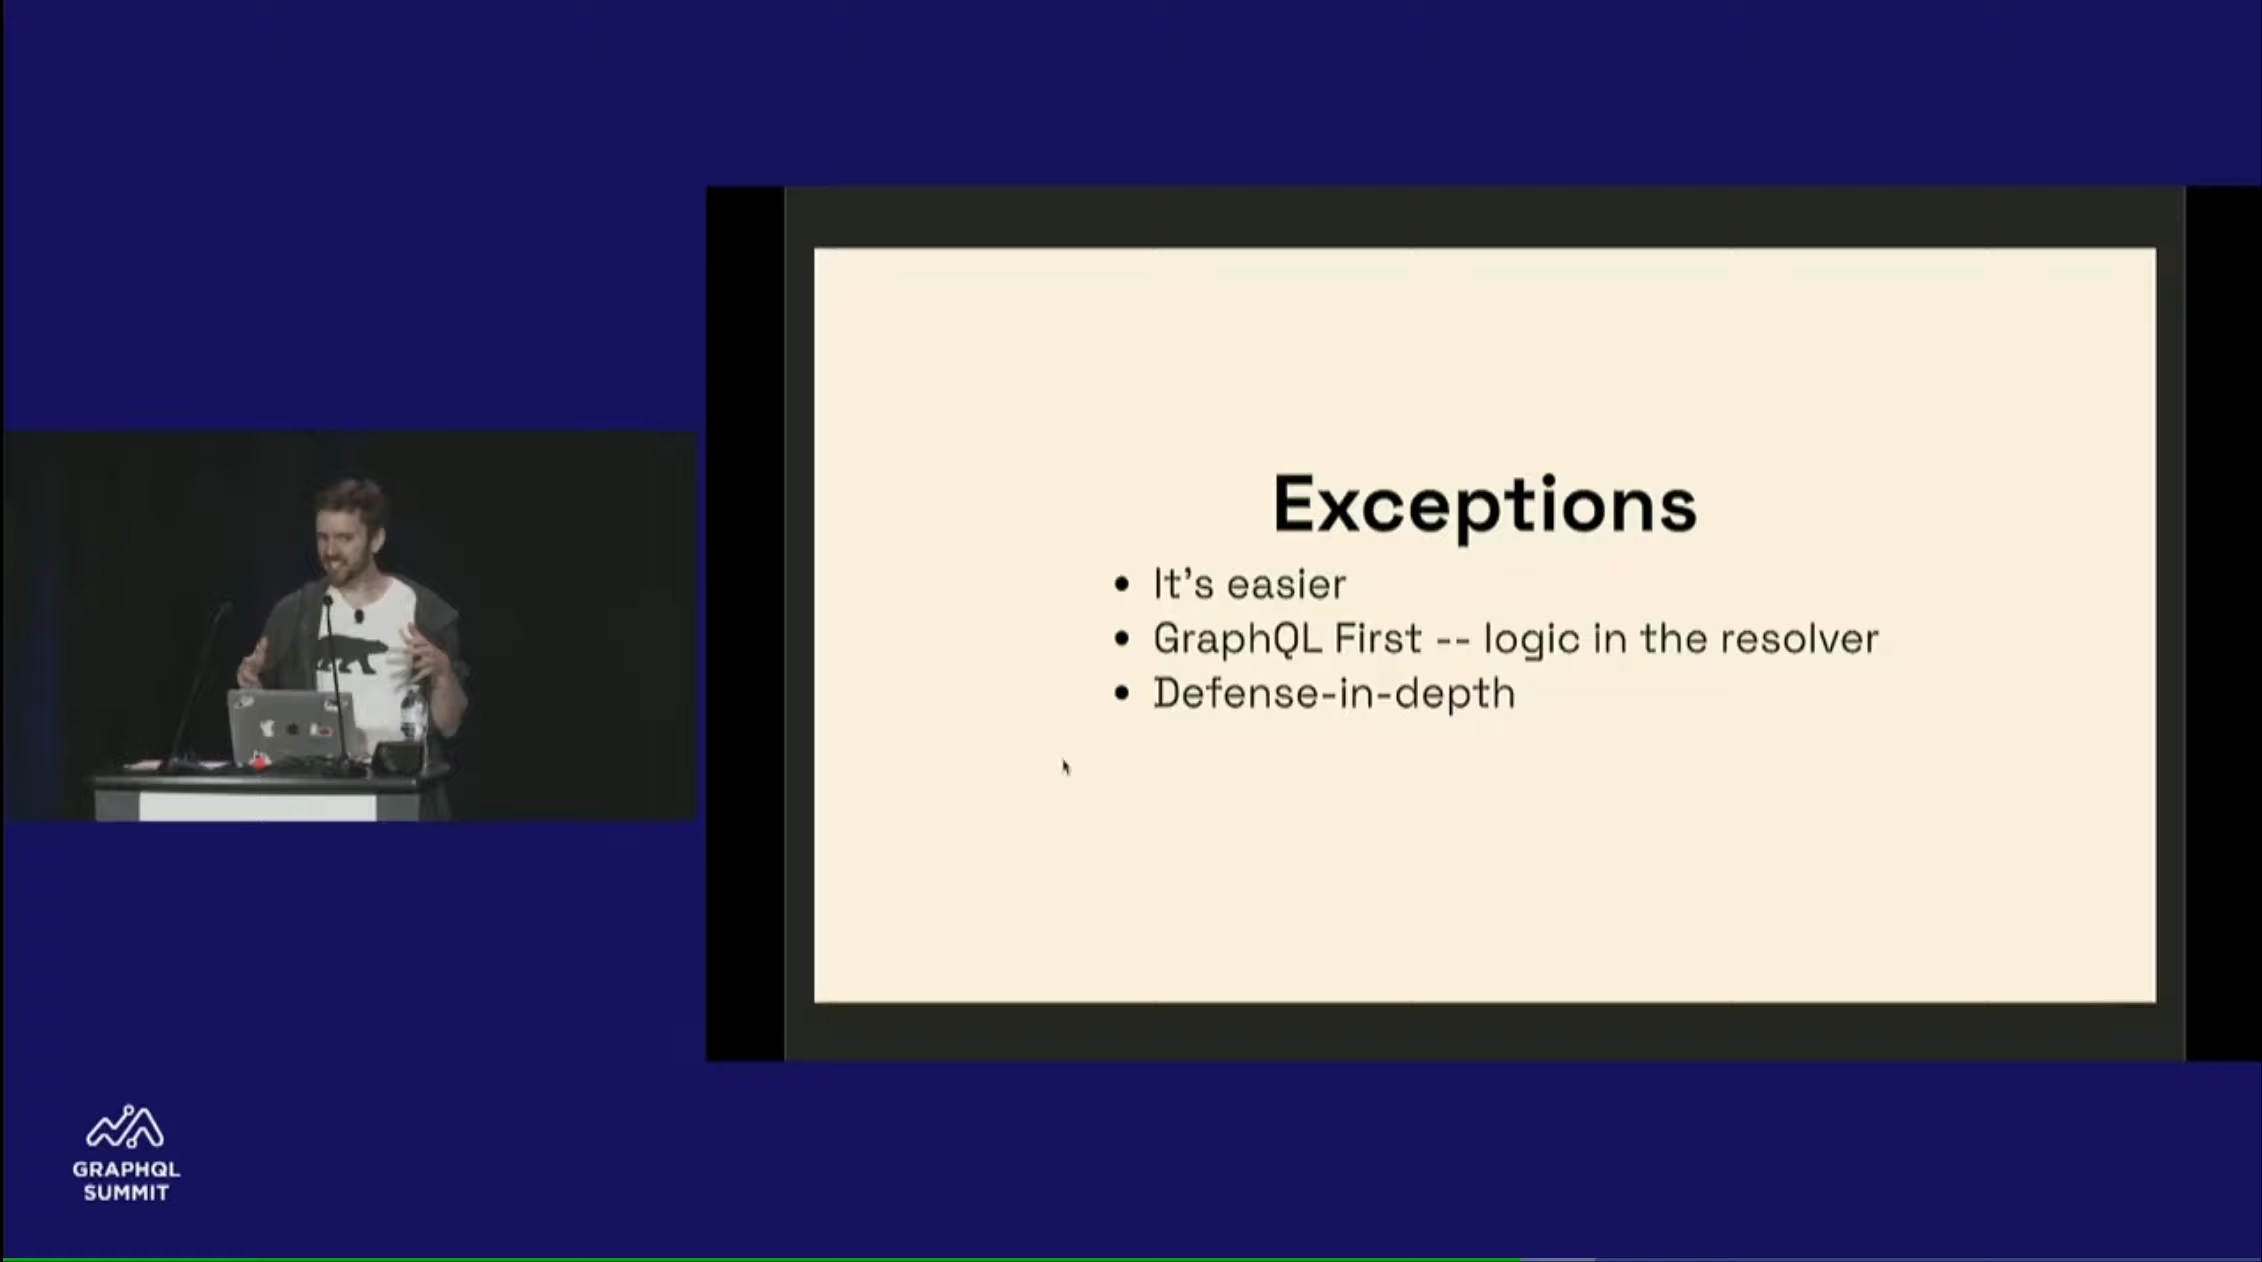 Exceptions
• It's easier
• GraphQL First -- logic in the resolver
• Defense-in-depth
GRAPHQL
SUMMIT